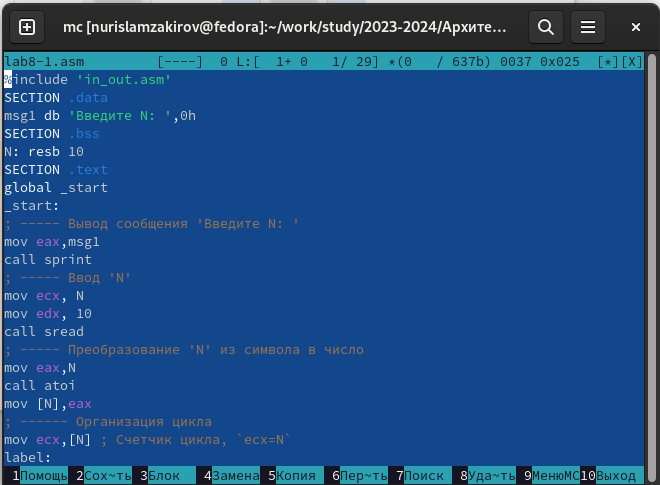 mc [nurislamzakirov@fedora]:~/work/study/2023-2024/Архите...
lab8-1.asm [----] 0 L:[ 1+ 0 1/ 29] *(0 / 637b) 0037 0x025 [*][X]
%include 'in_out.asm'
SECTION .data
msg1 db 'Введите N: ',0h
SECTION .bss
N: resb 10
SECTION .text
global _start
_start:
; ----- Вывод сообщения 'Введите N: '
mov eax,msg1
call sprint
; ----- Ввод 'N'
mov ecx, N
mov edx, 10
call sread
; ----- Преобразование 'N' из символа в число
mov eax,N
call atoi
mov [N],eax
; ------ Организация цикла
mov ecx,[N] ; Счетчик цикла, `ecx=N`
label:
1Помощь 2Сох~ть 3Блок 4Замена 5Копия 6Пер~ть 7Поиск 8Уда~ть 9МенюMC 10Выход